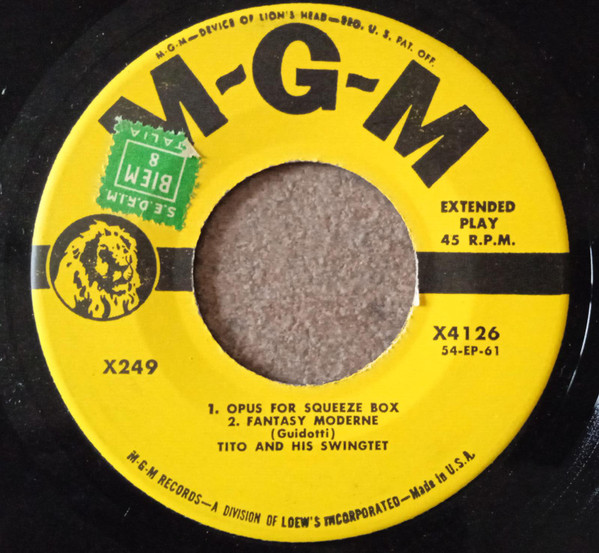 M-G-M—DEVICE OF LION'S HEAD—REG. U. S. PAT. OFF.
M-G-M
S.E.D.R.I.M.
BIEM
8
ITALIA
EXTENDED
PLAY
45 R.P.M.
X249
X4126
54-EP-61
1. OPUS FOR SQUEEZE BOX
2. FANTASY MODERNE
(Guidotti)
TITO AND HIS SWINGTET
M-G-M RECORDS—A DIVISION OF LOEW'S INCORPORATED—Made in U.S.A.